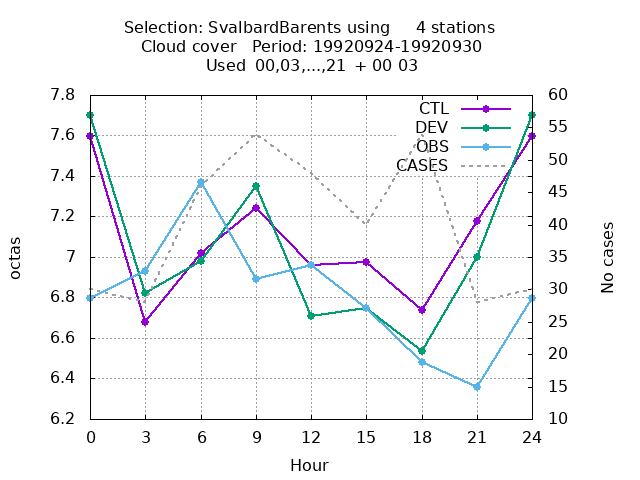 Selection: SvalbardBarents using     4 stations
Cloud cover   Period: 19920924-19920930
Used  00,03,...,21  + 00 03
7.8
7.6
7.4
7.2
7
6.8
6.6
6.4
6.2
octas
60
55
50
45
40
35
30
25
20
15
10
No cases
CTL
DEV
OBS
CASES
0 3 6 9 12 15 18 21 24
Hour